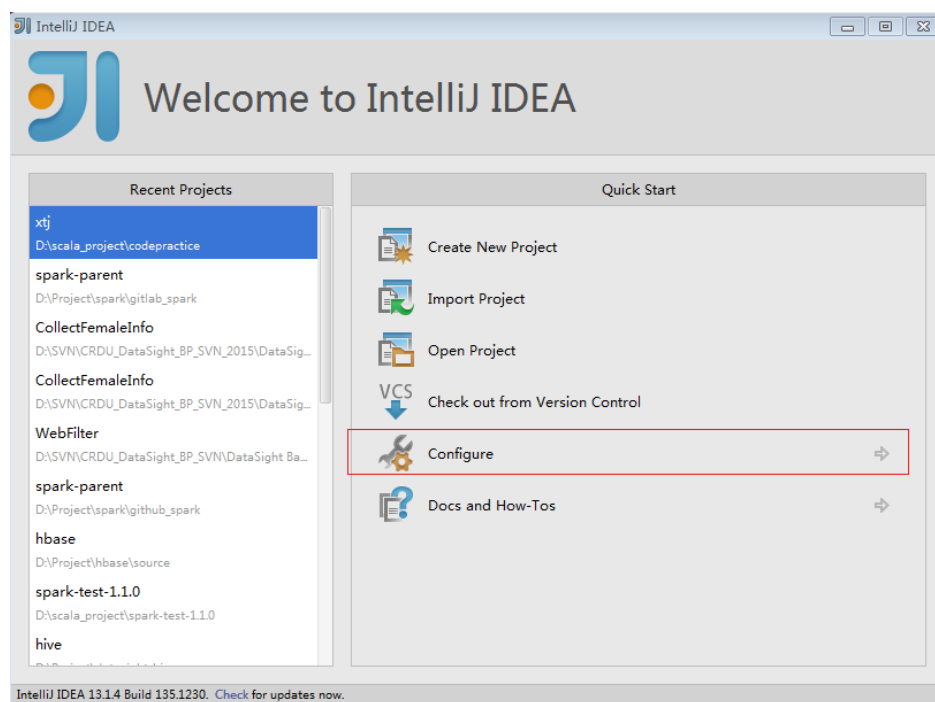 IntelliJ IDEA
Welcome to IntelliJ IDEA
Recent Projects
xtj
D:\scala_project\codepractice
spark-parent
D:\Project\spark\gitlab_spark
CollectFemaleInfo
D:\SVN\CRDU_DataSight_BP_SVN_2015\DataSig...
CollectFemaleInfo
D:\SVN\CRDU_DataSight_BP_SVN_2015\DataSig...
WebFilter
D:\SVN\CRDU_DataSight_BP_SVN\DataSight Ba...
spark-parent
D:\Project\spark\github_spark
hbase
D:\Project\hbase\source
spark-test-1.1.0
D:\scala_project\spark-test-1.1.0
hive
Quick Start
Create New Project
Import Project
Open Project
VCS
Check out from Version Control
Configure
Docs and How-Tos
IntelliJ IDEA 13.1.4 Build 135.1230. Check for updates now.